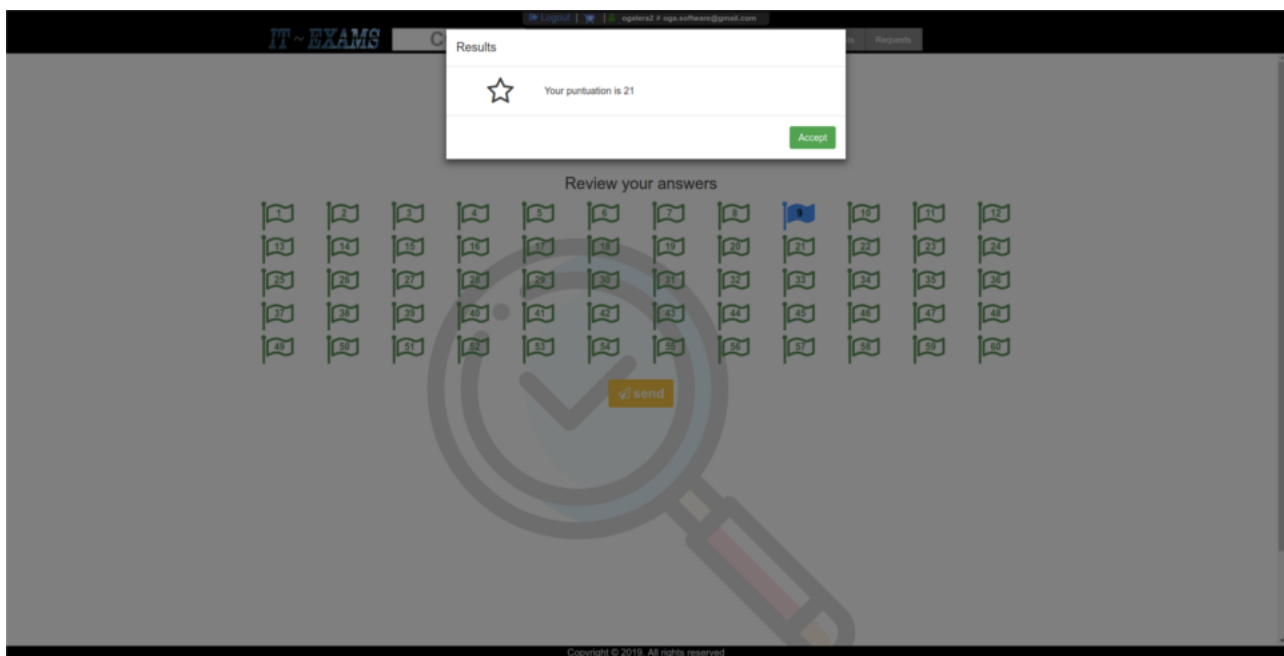 Logout | | ogatera2 # oga.software@gmail.com
IT ~ EXAMS C Requests
Results
Your puntuation is 21
Accept
Review your answers
1 2 3 4 5 6 7 8 9 10 11 12
13 14 15 16 17 18 19 20 21 22 23 24
25 26 27 28 29 30 31 32 33 34 35 36
37 38 39 40 41 42 43 44 45 46 47 48
49 50 51 52 53 54 55 56 57 58 59 60
send
Copyright © 2019. All rights reserved